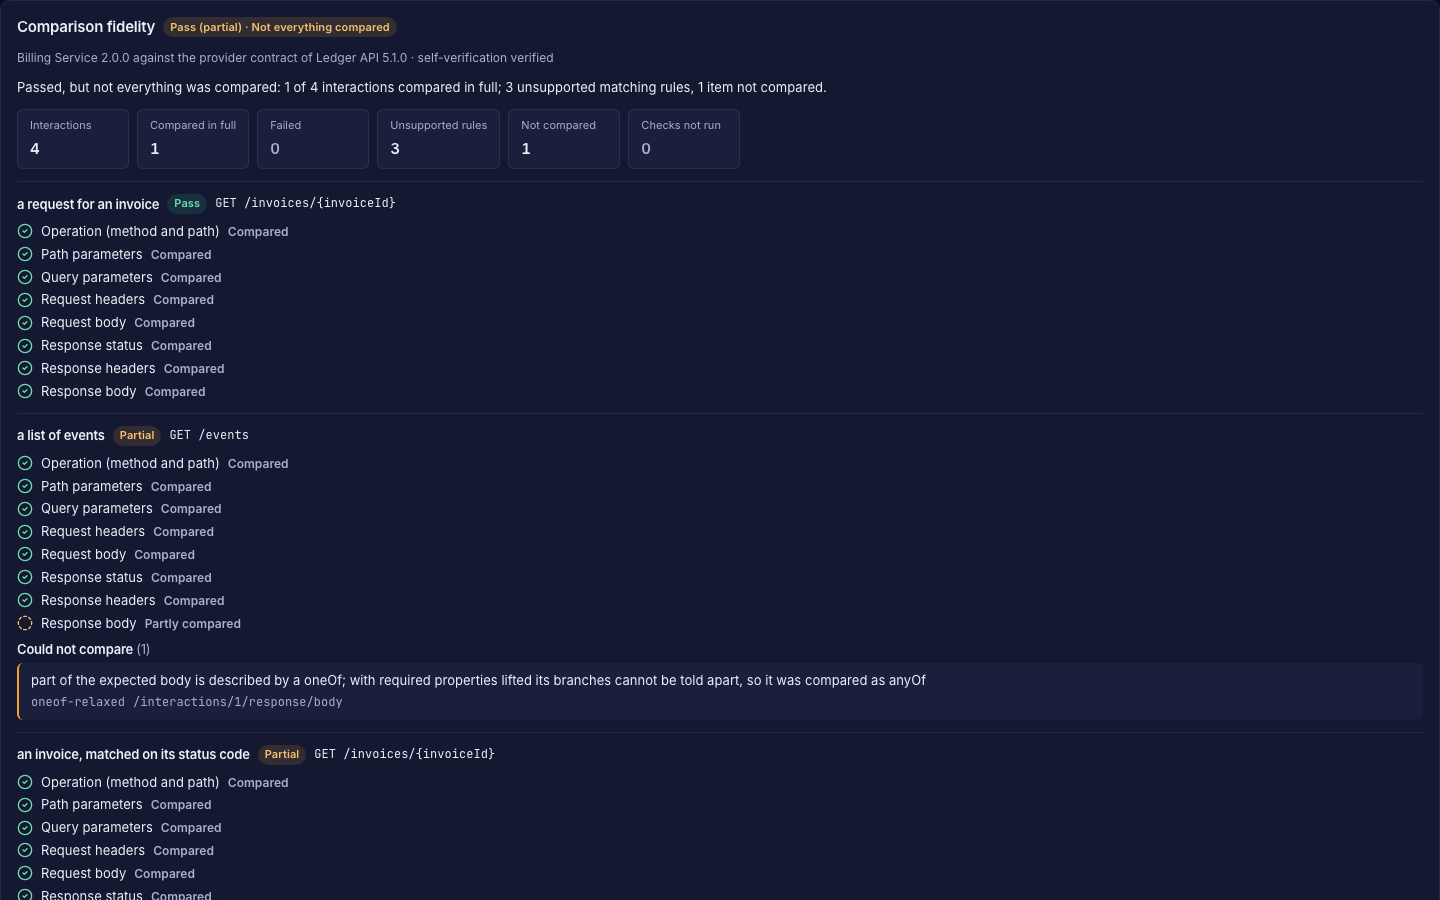 Comparison fidelity Pass (partial) · Not everything compared
Billing Service 2.0.0 against the provider contract of Ledger API 5.1.0 · self-verification verified
Passed, but not everything was compared: 1 of 4 interactions compared in full; 3 unsupported matching rules, 1 item not compared.
Interactions Compared in full Failed Unsupported rules Not compared Checks not run
4 1 0 3 1 0
a request for an invoice Pass GET /invoices/{invoiceId}
Operation (method and path) Compared
Path parameters Compared
Query parameters Compared
Request headers Compared
Request body Compared
Response status Compared
Response headers Compared
Response body Compared
a list of events Partial GET /events
Operation (method and path) Compared
Path parameters Compared
Query parameters Compared
Request headers Compared
Request body Compared
Response status Compared
Response headers Compared
Response body Partly compared
Could not compare (1)
part of the expected body is described by a oneOf; with required properties lifted its branches cannot be told apart, so it was compared as anyOf
oneof-relaxed /interactions/1/response/body
an invoice, matched on its status code Partial GET /invoices/{invoiceId}
Operation (method and path) Compared
Path parameters Compared
Query parameters Compared
Request headers Compared
Request body Compared
Response status Compared